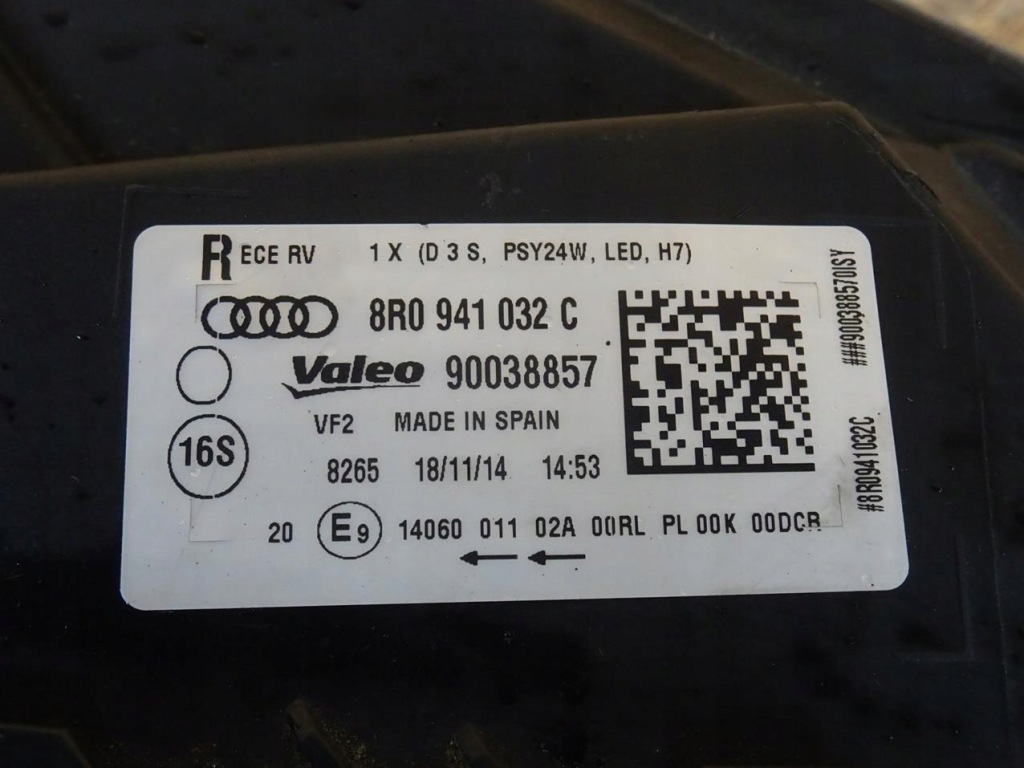 R ECE RV 1 X (D 3 S, PSY24W, LED, H7)
8R0 941 032 C
Valeo 90038857
VF2 MADE IN SPAIN
16S
8265 18/11/14 14:53
20 E9 14060 011 02A 00RL PL 00K 00DCR
###900388570ISY
#8R0941032C